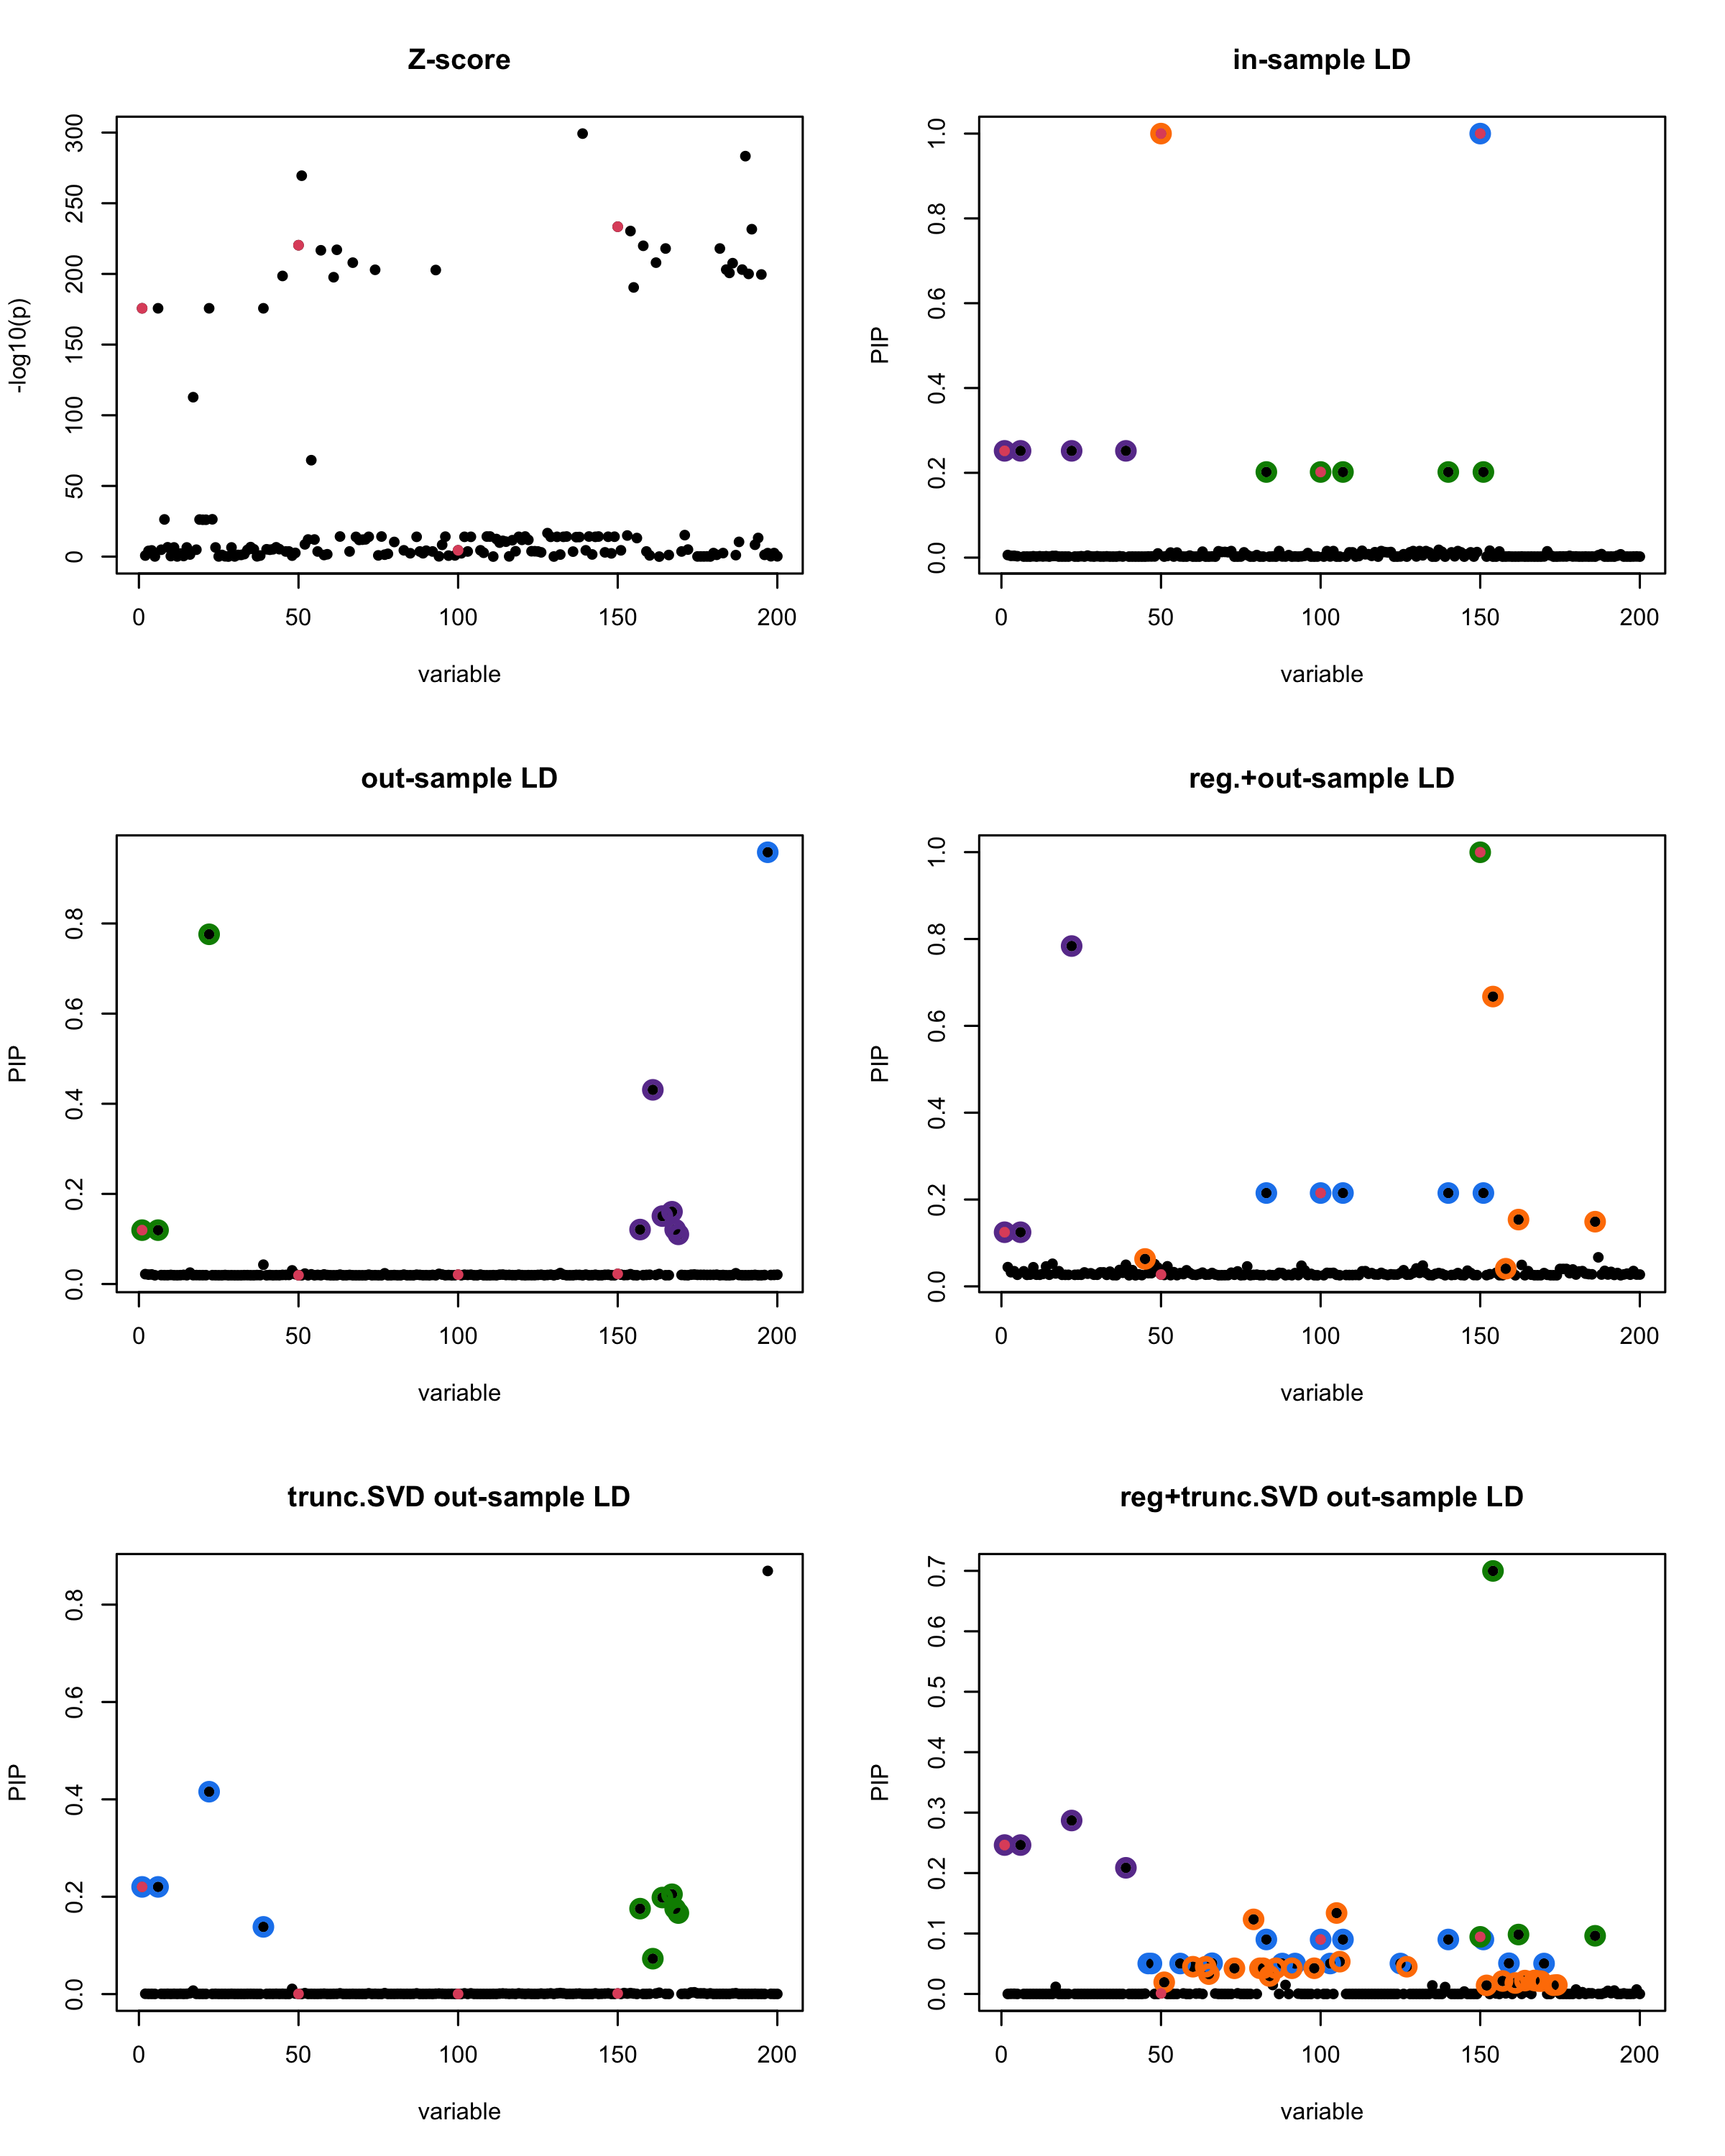 Z-score
-log10(p)
300
250
200
150
100
50
0
0 50 100 150 200
variable
in-sample LD
PIP
1.0
0.8
0.6
0.4
0.2
0.0
0 50 100 150 200
variable
out-sample LD
PIP
0.8
0.6
0.4
0.2
0.0
0 50 100 150 200
variable
reg.+out-sample LD
PIP
1.0
0.8
0.6
0.4
0.2
0.0
0 50 100 150 200
variable
trunc.SVD out-sample LD
PIP
0.8
0.6
0.4
0.2
0.0
0 50 100 150 200
variable
reg+trunc.SVD out-sample LD
PIP
0.7
0.6
0.5
0.4
0.3
0.2
0.1
0.0
0 50 100 150 200
variable